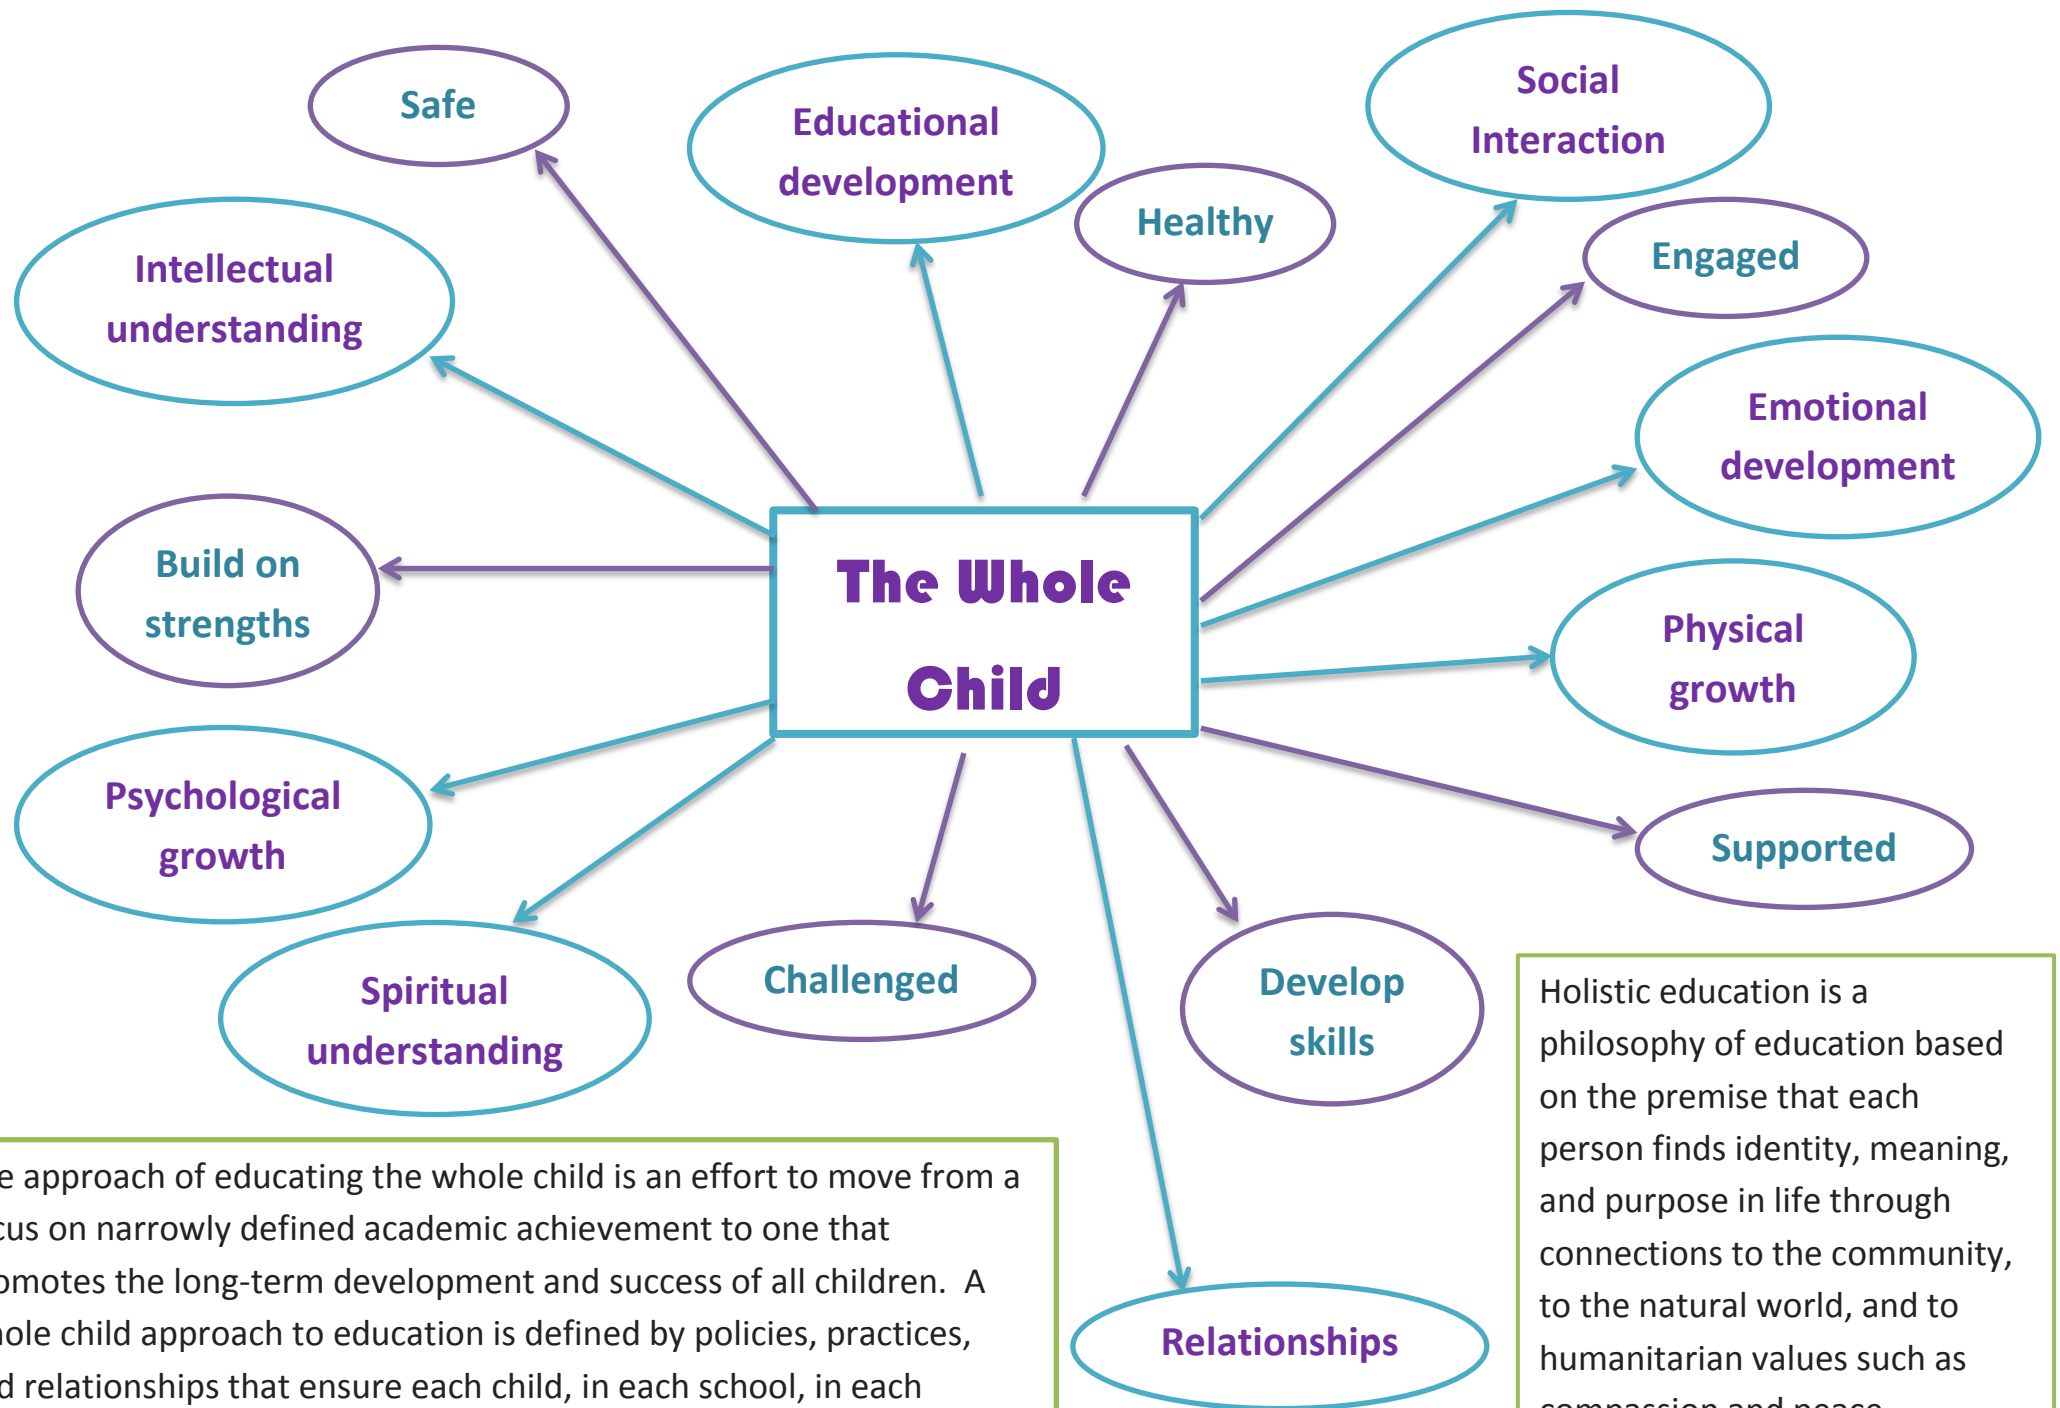 Safe
Educational
development
Social
Interaction
Healthy
Engaged
Intellectual
understanding
Emotional
development
Build on
strengths
The Whole
Child
Physical
growth
Psychological
growth
Supported
Spiritual
understanding
Challenged
Develop
skills
Relationships
approach of educating the whole child is an effort to move from a
on narrowly defined academic achievement to one that
the long-term development and success of all children. A
child approach to education is defined by policies, practices,
relationships that ensure each child, in each school, in each
Holistic education is a
philosophy of education based
on the premise that each
person finds identity, meaning,
and purpose in life through
connections to the community,
to the natural world, and to
humanitarian values such as
compassion and peace